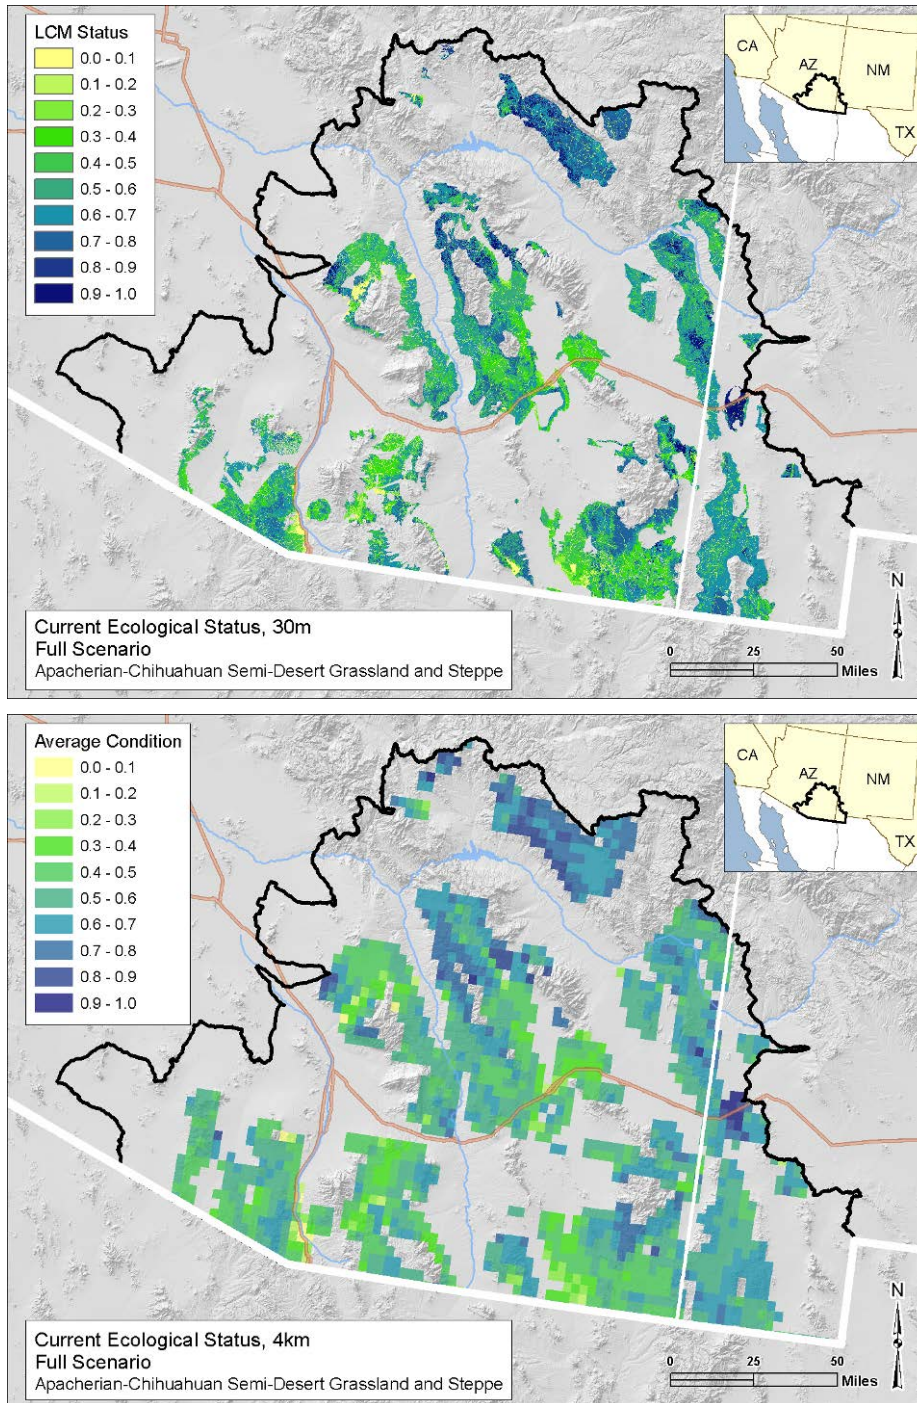 LCM Status
0.0 - 0.1
0.1 - 0.2
0.2 - 0.3
0.3 - 0.4
0.4 - 0.5
0.5 - 0.6
0.6 - 0.7
0.7 - 0.8
0.8 - 0.9
0.9 - 1.0
CA
AZ
NM
TX
Current Ecological Status, 30m
Full Scenario
Apacherian-Chihuahuan Semi-Desert Grassland and Steppe
N
0 25 50
Miles
Average Condition
0.0 - 0.1
0.1 - 0.2
0.2 - 0.3
0.3 - 0.4
0.4 - 0.5
0.5 - 0.6
0.6 - 0.7
0.7 - 0.8
0.8 - 0.9
0.9 - 1.0
CA
AZ
NM
TX
Current Ecological Status, 4km
Full Scenario
Apacherian-Chihuahuan Semi-Desert Grassland and Steppe
N
0 25 50
Miles